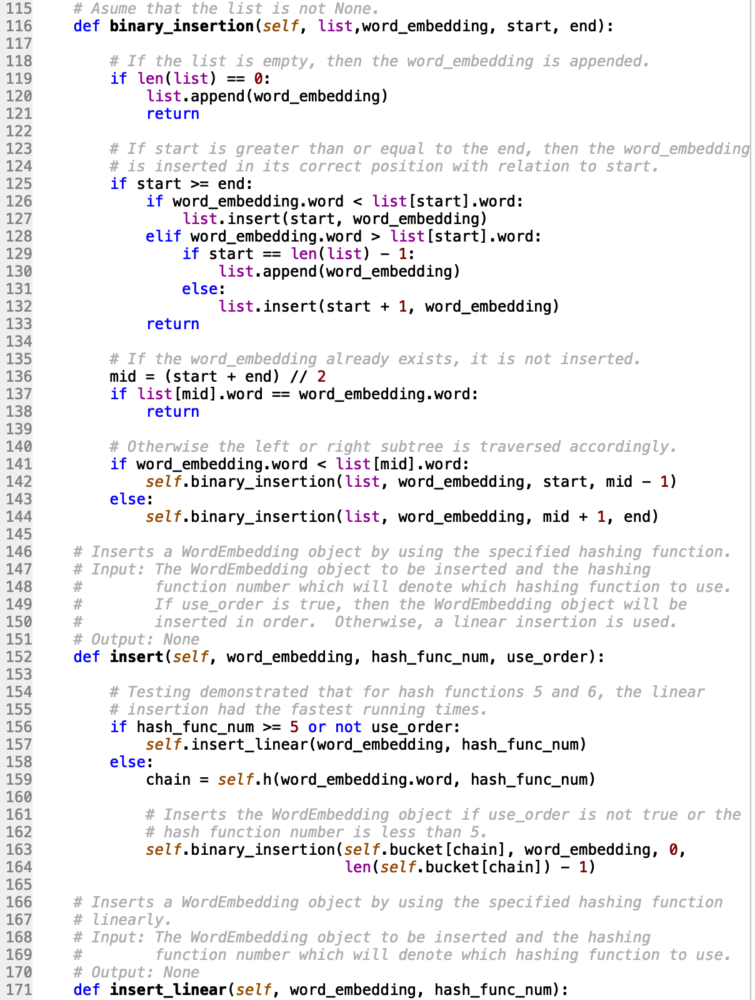 115     # Asume that the list is not None.
116     def binary_insertion(self, list,word_embedding, start, end):
117
118         # If the list is empty, then the word_embedding is appended.
119         if len(list) == 0:
120             list.append(word_embedding)
121             return
122
123         # If start is greater than or equal to the end, then the word_embedding
124         # is inserted in its correct position with relation to start.
125         if start >= end:
126             if word_embedding.word < list[start].word:
127                 list.insert(start, word_embedding)
128             elif word_embedding.word > list[start].word:
129                 if start == len(list) - 1:
130                     list.append(word_embedding)
131                 else:
132                     list.insert(start + 1, word_embedding)
133             return
134
135         # If the word_embedding already exists, it is not inserted.
136         mid = (start + end) // 2
137         if list[mid].word == word_embedding.word:
138             return
139
140         # Otherwise the left or right subtree is traversed accordingly.
141         if word_embedding.word < list[mid].word:
142             self.binary_insertion(list, word_embedding, start, mid - 1)
143         else:
144             self.binary_insertion(list, word_embedding, mid + 1, end)
145
146     # Inserts a WordEmbedding object by using the specified hashing function.
147     # Input: The WordEmbedding object to be inserted and the hashing
148     #        function number which will denote which hashing function to use.
149     #        If use_order is true, then the WordEmbedding object will be
150     #        inserted in order.  Otherwise, a linear insertion is used.
151     # Output: None
152     def insert(self, word_embedding, hash_func_num, use_order):
153
154         # Testing demonstrated that for hash functions 5 and 6, the linear
155         # insertion had the fastest running times.
156         if hash_func_num >= 5 or not use_order:
157             self.insert_linear(word_embedding, hash_func_num)
158         else:
159             chain = self.h(word_embedding.word, hash_func_num)
160
161             # Inserts the WordEmbedding object if use_order is not true or the
162             # hash function number is less than 5.
163             self.binary_insertion(self.bucket[chain], word_embedding, 0,
164                                   len(self.bucket[chain]) - 1)
165
166     # Inserts a WordEmbedding object by using the specified hashing function
167     # linearly.
168     # Input: The WordEmbedding object to be inserted and the hashing
169     #        function number which will denote which hashing function to use.
170     # Output: None
171     def insert_linear(self, word_embedding, hash_func_num):